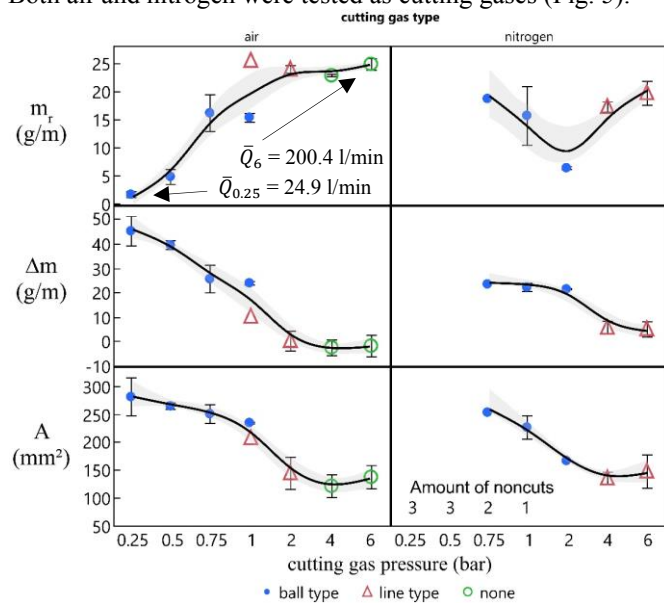 Both air and nitrogen were tested as cutting gases (Fig. 5).
cutting gas type
air nitrogen
25
20
15
10
5
0
mr
(g/m)
Q̄6 = 200.4 l/min
Q̄0.25 = 24.9 l/min
50
40
30
20
10
0
-10
Δm
(g/m)
300
250
200
150
100
50
A
(mm²)
Amount of noncuts
3 3 2 1
0.25 0.5 0.75 1 2 4 6 0.25 0.5 0.75 1 2 4 6
cutting gas pressure (bar)
ball type line type none